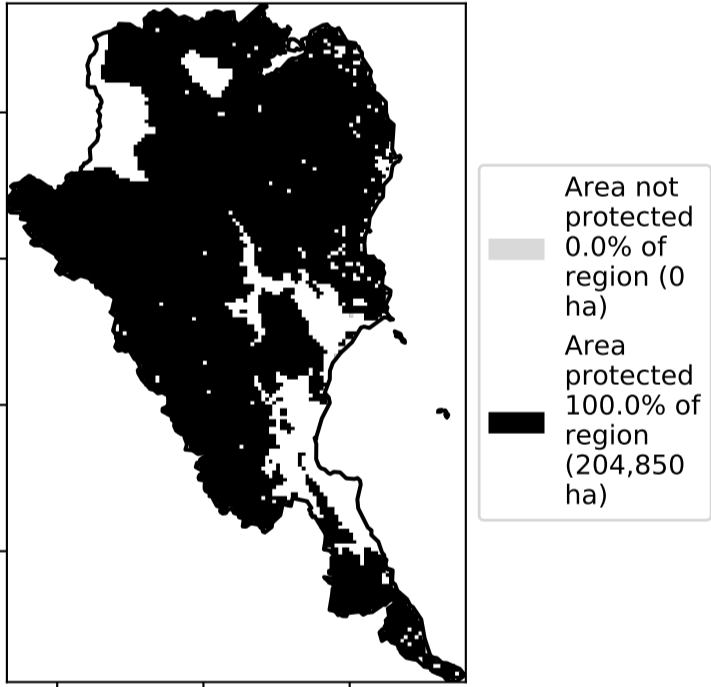 Area not
protected
0.0% of
region (0
ha)
Area
protected
100.0% of
region
(204,850
ha)